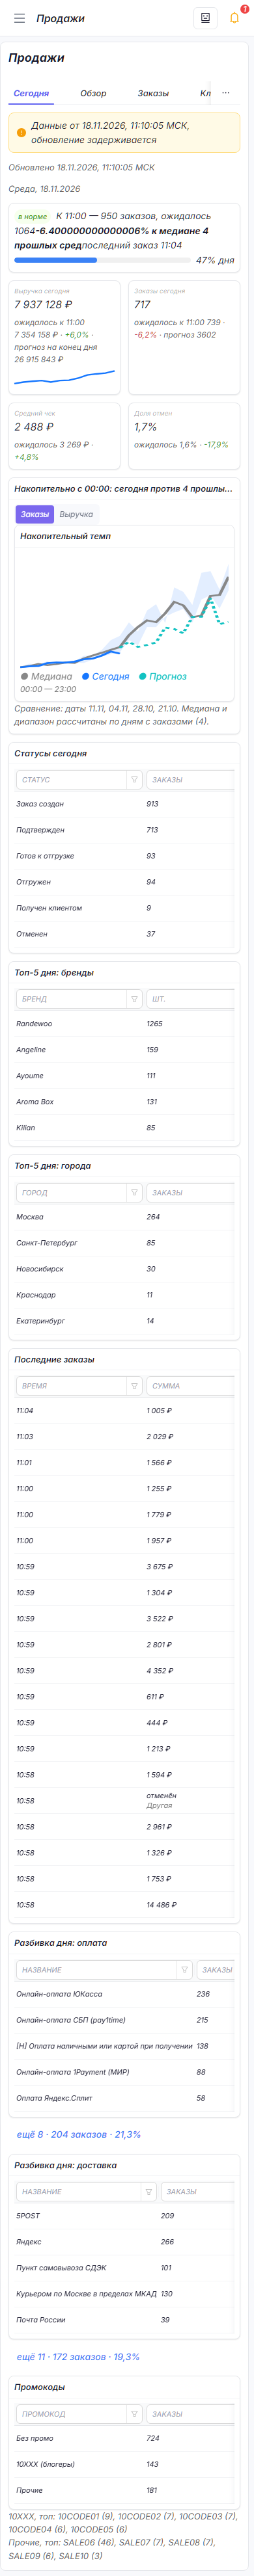 Продажи
1
Продажи
Сегодня Обзор Заказы Кл ...
Данные от 18.11.2026, 11:10:05 МСК,
обновление задерживается
Обновлено 18.11.2026, 11:10:05 МСК
Среда, 18.11.2026
в норме К 11:00 — 950 заказов, ожидалось
1064-6.400000000000006% к медиане 4
прошлых средпоследний заказ 11:04
47% дня
Выручка сегодня
7 937 128 ₽
ожидалось к 11:00
7 354 158 ₽ · +6,0% ·
прогноз на конец дня
26 915 843 ₽
Заказы сегодня
717
ожидалось к 11:00 739 ·
-6,2% · прогноз 3602
Средний чек
2 488 ₽
ожидалось 3 269 ₽ ·
+4,8%
Доля отмен
1,7%
ожидалось 1,6% · -17,9%
Накопительно с 00:00: сегодня против 4 прошлы...
Заказы Выручка
Накопительный темп
Медиана Сегодня Прогноз
00:00 — 23:00
Сравнение: даты 11.11, 04.11, 28.10, 21.10. Медиана и
диапазон рассчитаны по дням с заказами (4).
Статусы сегодня
СТАТУС ЗАКАЗЫ
Заказ создан 913
Подтвержден 713
Готов к отгрузке 93
Отгружен 94
Получен клиентом 9
Отменен 37
Топ-5 дня: бренды
БРЕНД ШТ.
Randewoo 1265
Angeline 159
Ayoume 111
Aroma Box 131
Kilian 85
Топ-5 дня: города
ГОРОД ЗАКАЗЫ
Москва 264
Санкт-Петербург 85
Новосибирск 30
Краснодар 11
Екатеринбург 14
Последние заказы
ВРЕМЯ СУММА
11:04 1 005 ₽
11:03 2 029 ₽
11:01 1 566 ₽
11:00 1 255 ₽
11:00 1 779 ₽
11:00 1 957 ₽
10:59 3 675 ₽
10:59 1 304 ₽
10:59 3 522 ₽
10:59 2 801 ₽
10:59 4 352 ₽
10:59 611 ₽
10:59 444 ₽
10:59 1 213 ₽
10:58 1 594 ₽
10:58 отменён
Другая
10:58 2 961 ₽
10:58 1 326 ₽
10:58 1 753 ₽
10:58 14 486 ₽
Разбивка дня: оплата
НАЗВАНИЕ ЗАКАЗЫ
Онлайн-оплата ЮКасса 236
Онлайн-оплата СБП (pay1time) 215
[Н] Оплата наличными или картой при получении 138
Онлайн-оплата 1Payment (МИР) 88
Оплата Яндекс.Сплит 58
ещё 8 · 204 заказов · 21,3%
Разбивка дня: доставка
НАЗВАНИЕ ЗАКАЗЫ
5POST 209
Яндекс 266
Пункт самовывоза СДЭК 101
Курьером по Москве в пределах МКАД 130
Почта России 39
ещё 11 · 172 заказов · 19,3%
Промокоды
ПРОМОКОД ЗАКАЗЫ
Без промо 724
10XXX (блогеры) 143
Прочие 181
10XXX, топ: 10CODE01 (9), 10CODE02 (7), 10CODE03 (7),
10CODE04 (6), 10CODE05 (6)
Прочие, топ: SALE06 (46), SALE07 (7), SALE08 (7),
SALE09 (6), SALE10 (3)